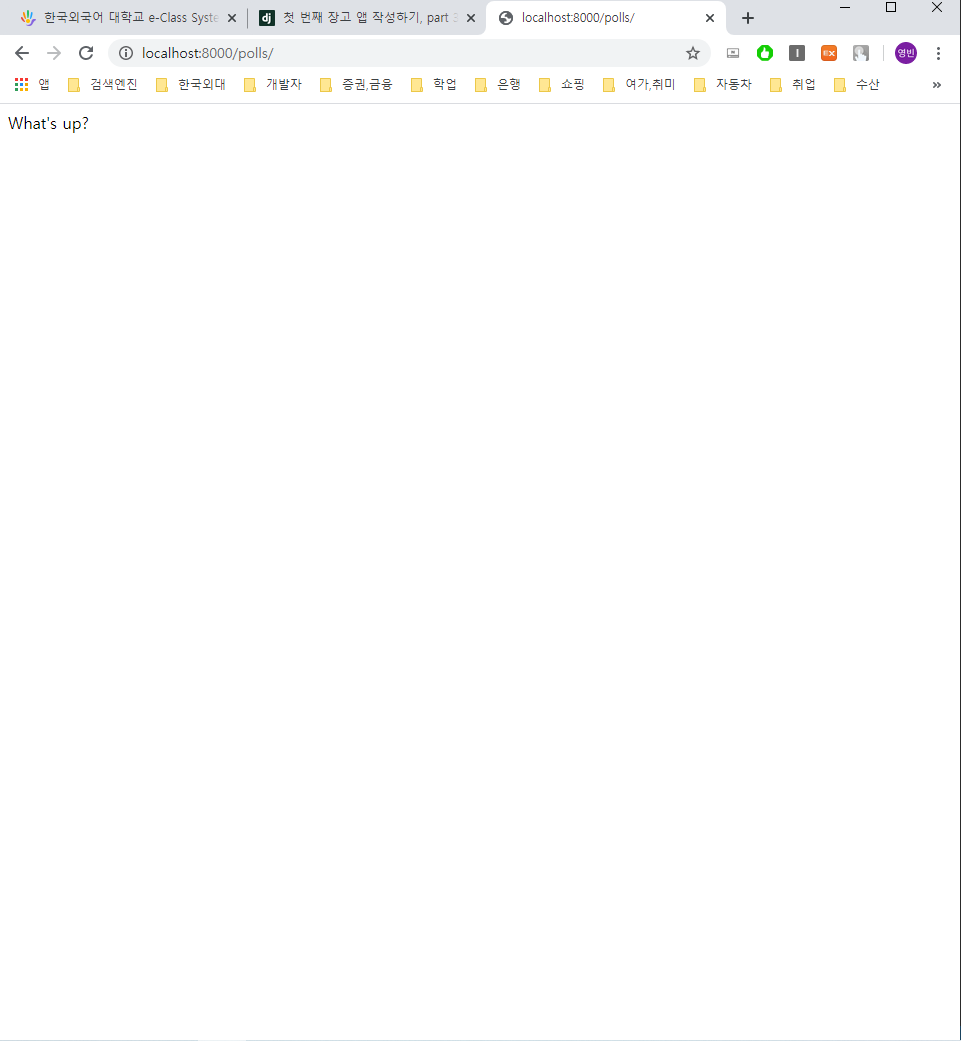 한국외국어 대학교 e-Class Syste
첫 번째 장고 앱 작성하기, part 3
localhost:8000/polls/
localhost:8000/polls/
EX
영빈
앱 검색엔진 한국외대 개발자 증권,금융 학업 은행 쇼핑 여가,취미 자동차 취업 수산 »
What's up?